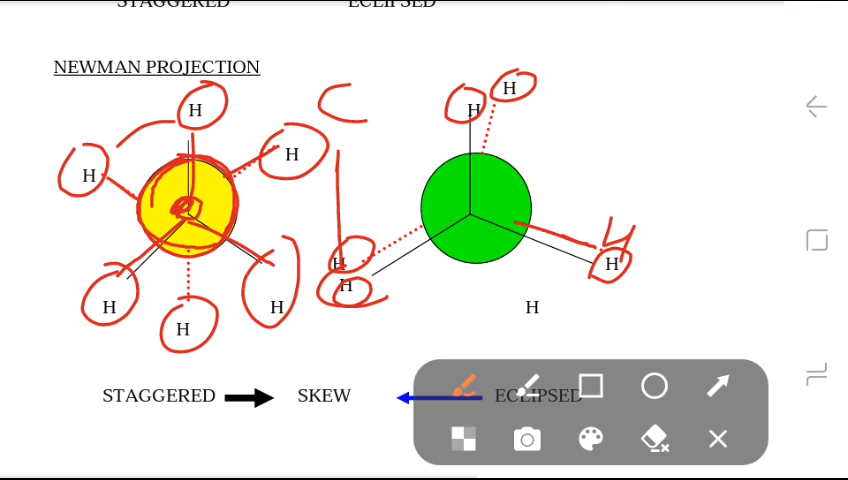 STAGGERED ECLIPSED
NEWMAN PROJECTION
H H H
H H
H H H
H H H H
H
STAGGERED SKEW ECLIPSED